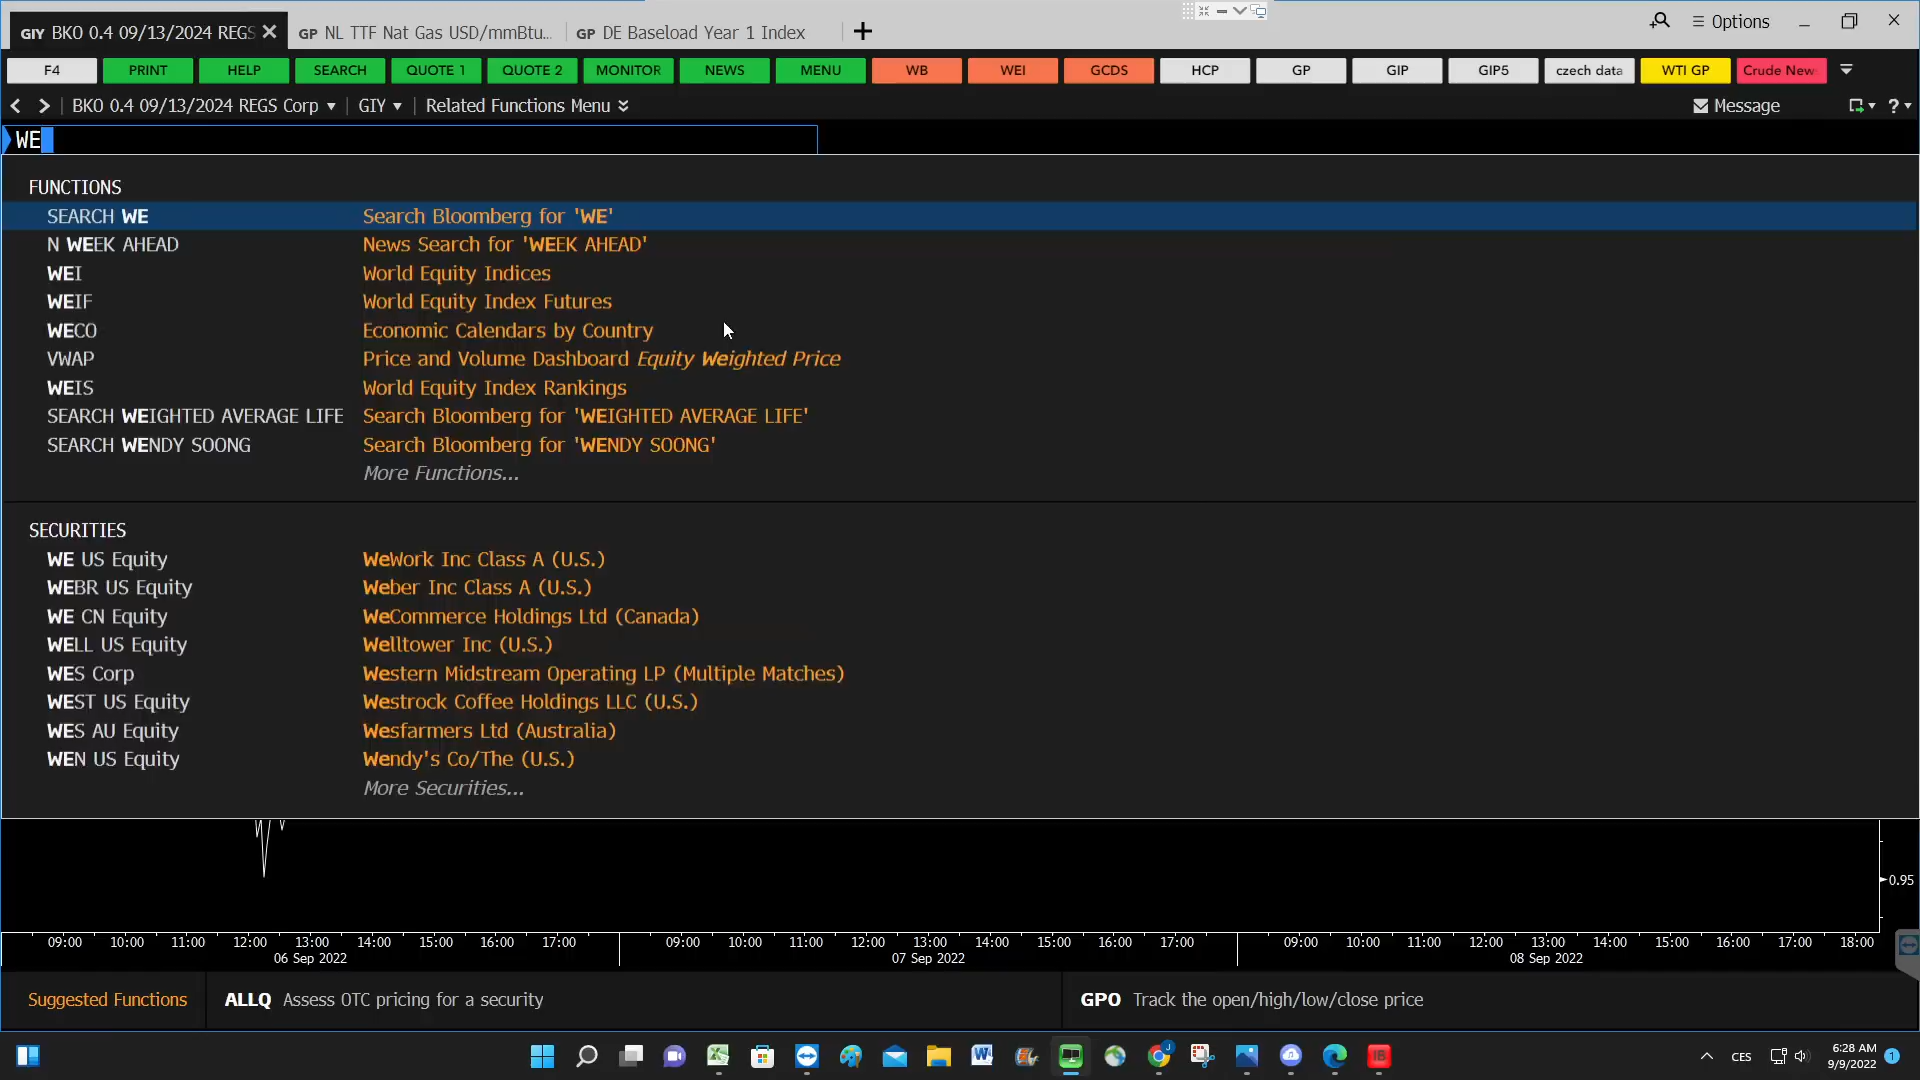 GIY BKO 0.4 09/13/2024 REGS
GP NL TTF Nat Gas USD/mmBtu...
GP DE Baseload Year 1 Index
Options
F4 PRINT HELP SEARCH QUOTE 1 QUOTE 2 MONITOR NEWS MENU WB WEI GCDS HCP GP GIP GIP5 czech data WTI GP Crude New
BKO 0.4 09/13/2024 REGS Corp GIY Related Functions Menu Message ?
WE
FUNCTIONS
SEARCH WE Search Bloomberg for 'WE'
N WEEK AHEAD News Search for 'WEEK AHEAD'
WEI World Equity Indices
WEIF World Equity Index Futures
WECO Economic Calendars by Country
VWAP Price and Volume Dashboard Equity Weighted Price
WEIS World Equity Index Rankings
SEARCH WEIGHTED AVERAGE LIFE Search Bloomberg for 'WEIGHTED AVERAGE LIFE'
SEARCH WENDY SOONG Search Bloomberg for 'WENDY SOONG'
More Functions...
SECURITIES
WE US Equity WeWork Inc Class A (U.S.)
WEBR US Equity Weber Inc Class A (U.S.)
WE CN Equity WeCommerce Holdings Ltd (Canada)
WELL US Equity Welltower Inc (U.S.)
WES Corp Western Midstream Operating LP (Multiple Matches)
WEST US Equity Westrock Coffee Holdings LLC (U.S.)
WES AU Equity Wesfarmers Ltd (Australia)
WEN US Equity Wendy's Co/The (U.S.)
More Securities...
0.95
09:00 10:00 11:00 12:00 13:00 14:00 15:00 16:00 17:00 09:00 10:00 11:00 12:00 13:00 14:00 15:00 16:00 17:00 09:00 10:00 11:00 12:00 13:00 14:00 15:00 16:00 17:00 18:00
06 Sep 2022 07 Sep 2022 08 Sep 2022
Suggested Functions ALLQ Assess OTC pricing for a security GPO Track the open/high/low/close price
CES
6:28 AM
9/9/2022
1
J
IB